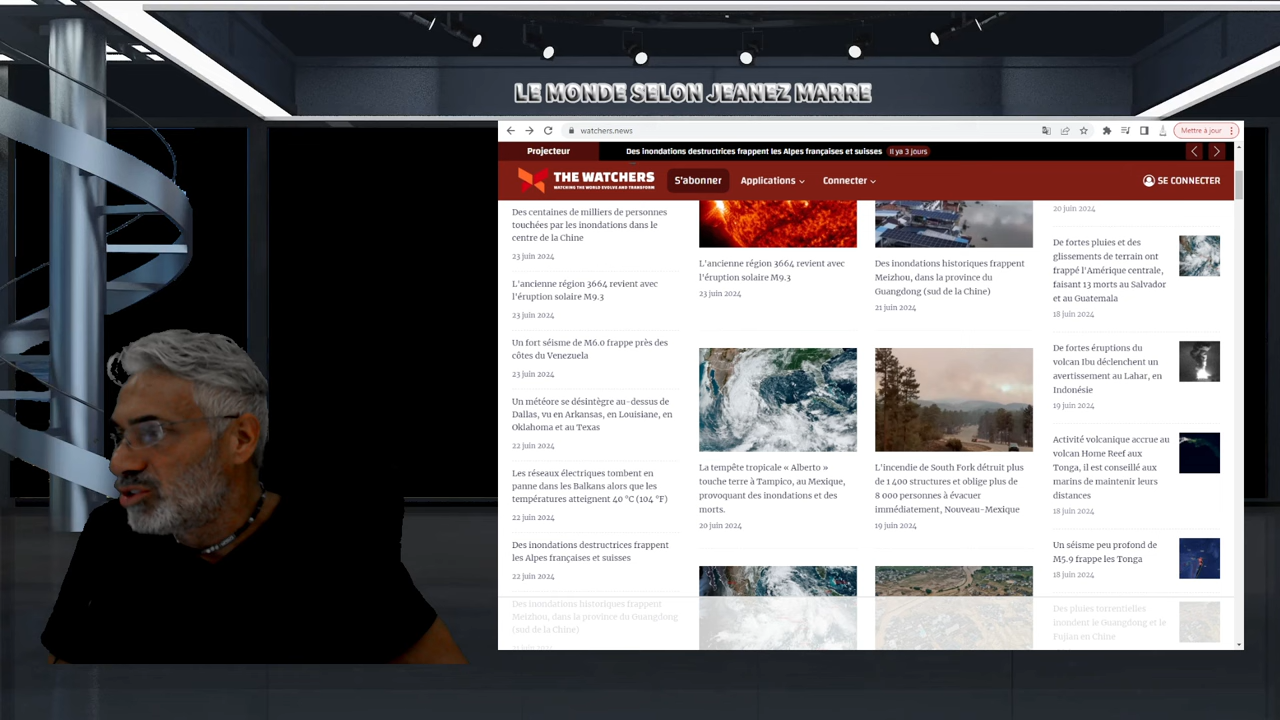 LE MONDE SELON JEANEZ MARRE
watchers.news
Mettre à jour
Projecteur
Des inondations destructrices frappent les Alpes françaises et suisses
Il ya 3 jours
THE WATCHERS
WATCHING THE WORLD EVOLVE AND TRANSFORM
S'abonner
Applications
Connecter
SE CONNECTER
Des centaines de milliers de personnes
touchées par les inondations dans le
centre de la Chine
23 juin 2024
L'ancienne région 3664 revient avec
l'éruption solaire M9.3
23 juin 2024
Un fort séisme de M6.0 frappe près des
côtes du Venezuela
23 juin 2024
Un météore se désintègre au-dessus de
Dallas, vu en Arkansas, en Louisiane, en
Oklahoma et au Texas
22 juin 2024
Les réseaux électriques tombent en
panne dans les Balkans alors que les
températures atteignent 40 °C (104 °F)
22 juin 2024
Des inondations destructrices frappent
les Alpes françaises et suisses
22 juin 2024
Des inondations historiques frappent
Meizhou, dans la province du Guangdong
(sud de la Chine)
L'ancienne région 3664 revient avec
l'éruption solaire M9.3
23 juin 2024
Des inondations historiques frappent
Meizhou, dans la province du
Guangdong (sud de la Chine)
21 juin 2024
La tempête tropicale « Alberto »
touche terre à Tampico, au Mexique,
provoquant des inondations et des
morts.
20 juin 2024
L'incendie de South Fork détruit plus
de 1 400 structures et oblige plus de
8 000 personnes à évacuer
immédiatement, Nouveau-Mexique
19 juin 2024
20 juin 2024
De fortes pluies et des
glissements de terrain ont
frappé l'Amérique centrale,
faisant 13 morts au Salvador
et au Guatemala
18 juin 2024
De fortes éruptions du
volcan Ibu déclenchent un
avertissement au Lahar, en
Indonésie
19 juin 2024
Activité volcanique accrue au
volcan Home Reef aux
Tonga, il est conseillé aux
marins de maintenir leurs
distances
18 juin 2024
Un séisme peu profond de
M5.9 frappe les Tonga
18 juin 2024
Des pluies torrentielles
inondent le Guangdong et le
Fujian en Chine